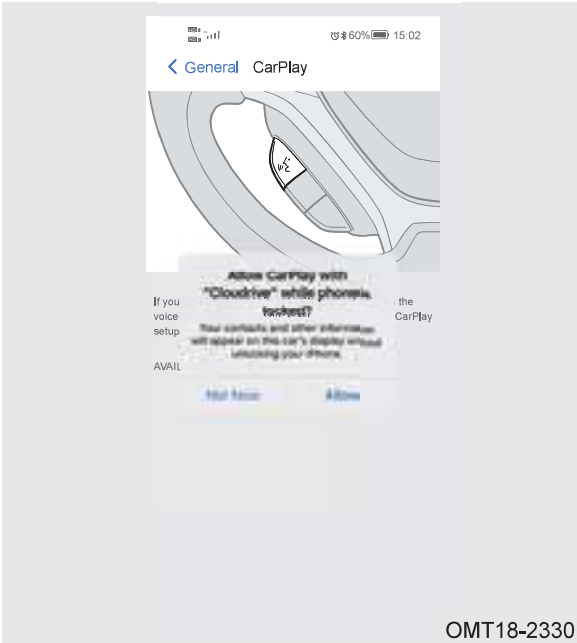 60% 15:02
General CarPlay
Allow CarPlay with
"Cloudrive" while phone is
locked?
If you the
voice CarPlay
setup
Your contacts and other information
will appear on this car's display without
unlocking your iPhone.
AVAIL
Not Now Allow
OMT18-2330